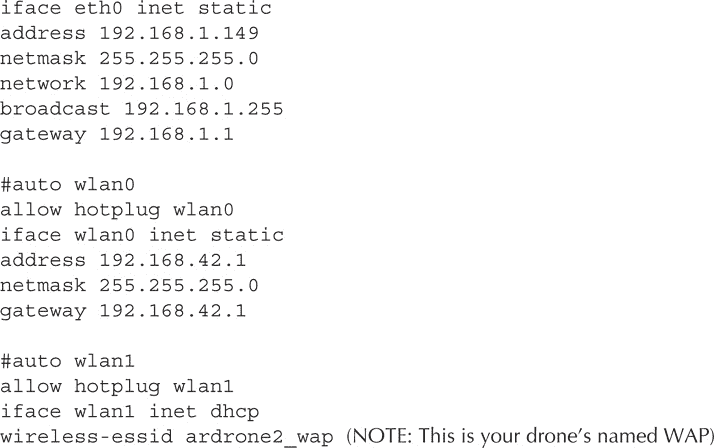 iface eth0 inet static
address 192.168.1.149
netmask 255.255.255.0
network 192.168.1.0
broadcast 192.168.1.255
gateway 192.168.1.1
#auto wlan0
allow hotplug wlan0
iface wlan0 inet static
address 192.168.42.1
netmask 255.255.255.0
gateway 192.168.42.1
#auto wlan1
allow hotplug wlan1
iface wlan1 inet dhcp
wireless-essid ardrone2_wap (NOTE: This is your drone’s named WAP)